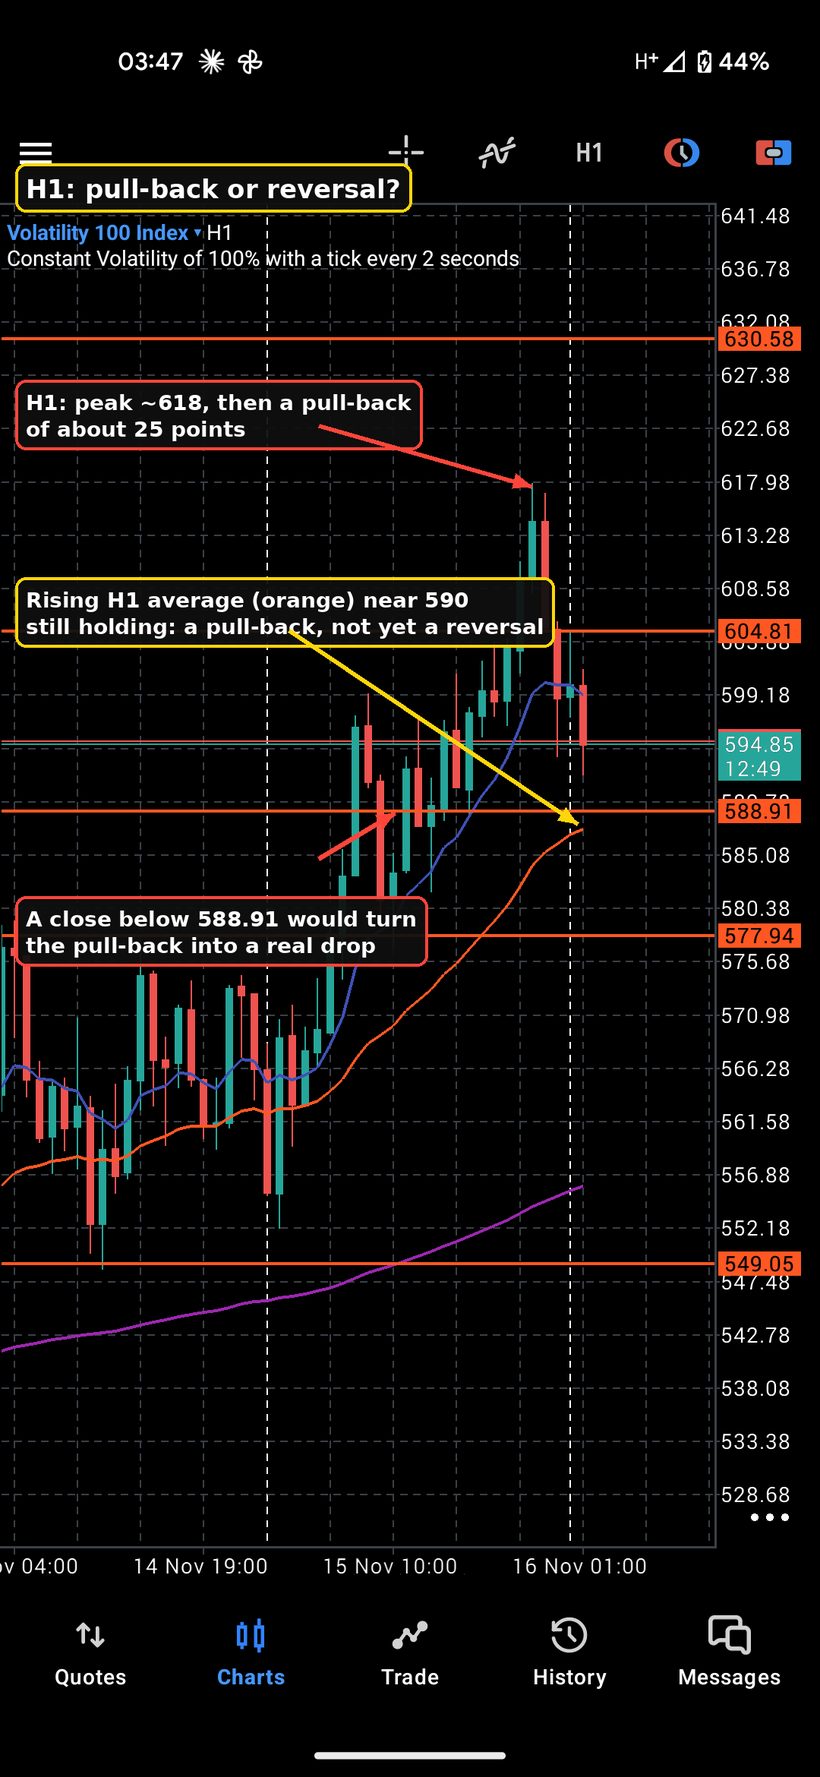 03:47
H+ 44%
H1
H1: pull-back or reversal?
Volatility 100 Index ▾ H1
Constant Volatility of 100% with a tick every 2 seconds
641.48
636.78
632.08
630.58
627.38
H1: peak ~618, then a pull-back
of about 25 points
622.68
617.98
613.28
608.58
Rising H1 average (orange) near 590
still holding: a pull-back, not yet a reversal
604.81
599.18
594.85
12:49
588.91
585.08
580.38
A close below 588.91 would turn
the pull-back into a real drop
577.94
575.68
570.98
566.28
561.58
556.88
552.18
549.05
547.48
542.78
538.08
533.38
528.68
ov 04:00 14 Nov 19:00 15 Nov 10:00 16 Nov 01:00
Quotes Charts Trade History Messages